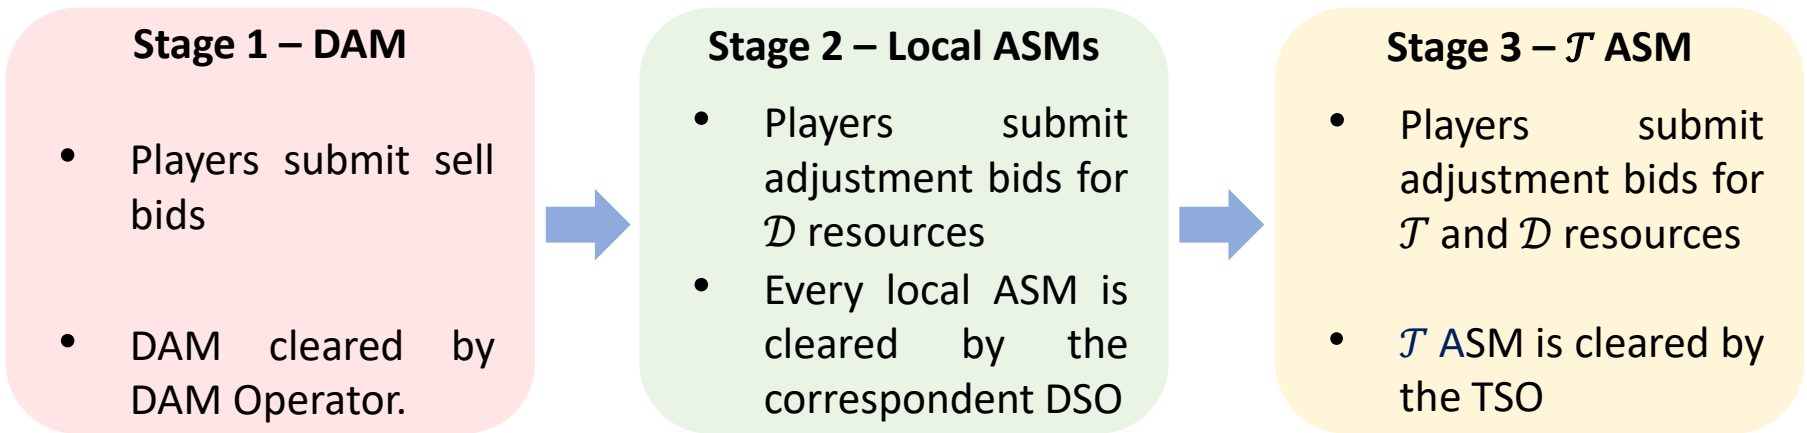 Stage 1 – DAM
• Players submit sell
bids
• DAM cleared by
DAM Operator.
Stage 2 – Local ASMs
• Players submit
adjustment bids for
𝒟 resources
• Every local ASM is
cleared by the
correspondent DSO
Stage 3 – 𝒯 ASM
• Players submit
adjustment bids for
𝒯 and 𝒟 resources
• 𝒯 ASM is cleared by
the TSO